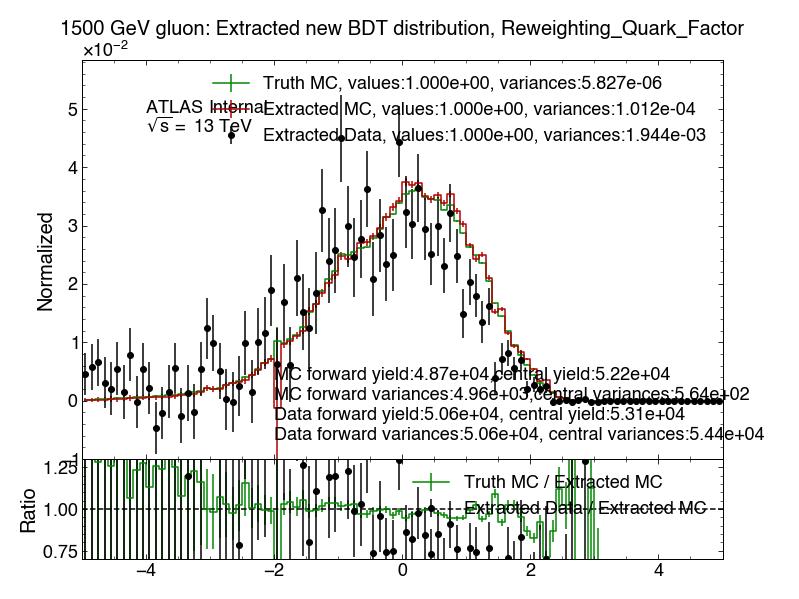 1500 GeV gluon: Extracted new BDT distribution, Reweighting_Quark_Factor
×10−2
Truth MC, values:1.000e+00, variances:5.827e-06
ATLAS Internal
Extracted MC, values:1.000e+00, variances:1.012e-04
√s = 13 TeV
Extracted Data, values:1.000e+00, variances:1.944e-03
5
4
3
2
1
0
Normalized
MC forward yield:4.87e+04,central yield:5.22e+04
MC forward variances:4.96e+03,central variances:5.64e+02
Data forward yield:5.06e+04, central yield:5.31e+04
Data forward variances:5.06e+04, central variances:5.44e+04
1.25
1.00
0.75
Ratio
Truth MC / Extracted MC
Extracted Data / Extracted MC
−4 −2 0 2 4